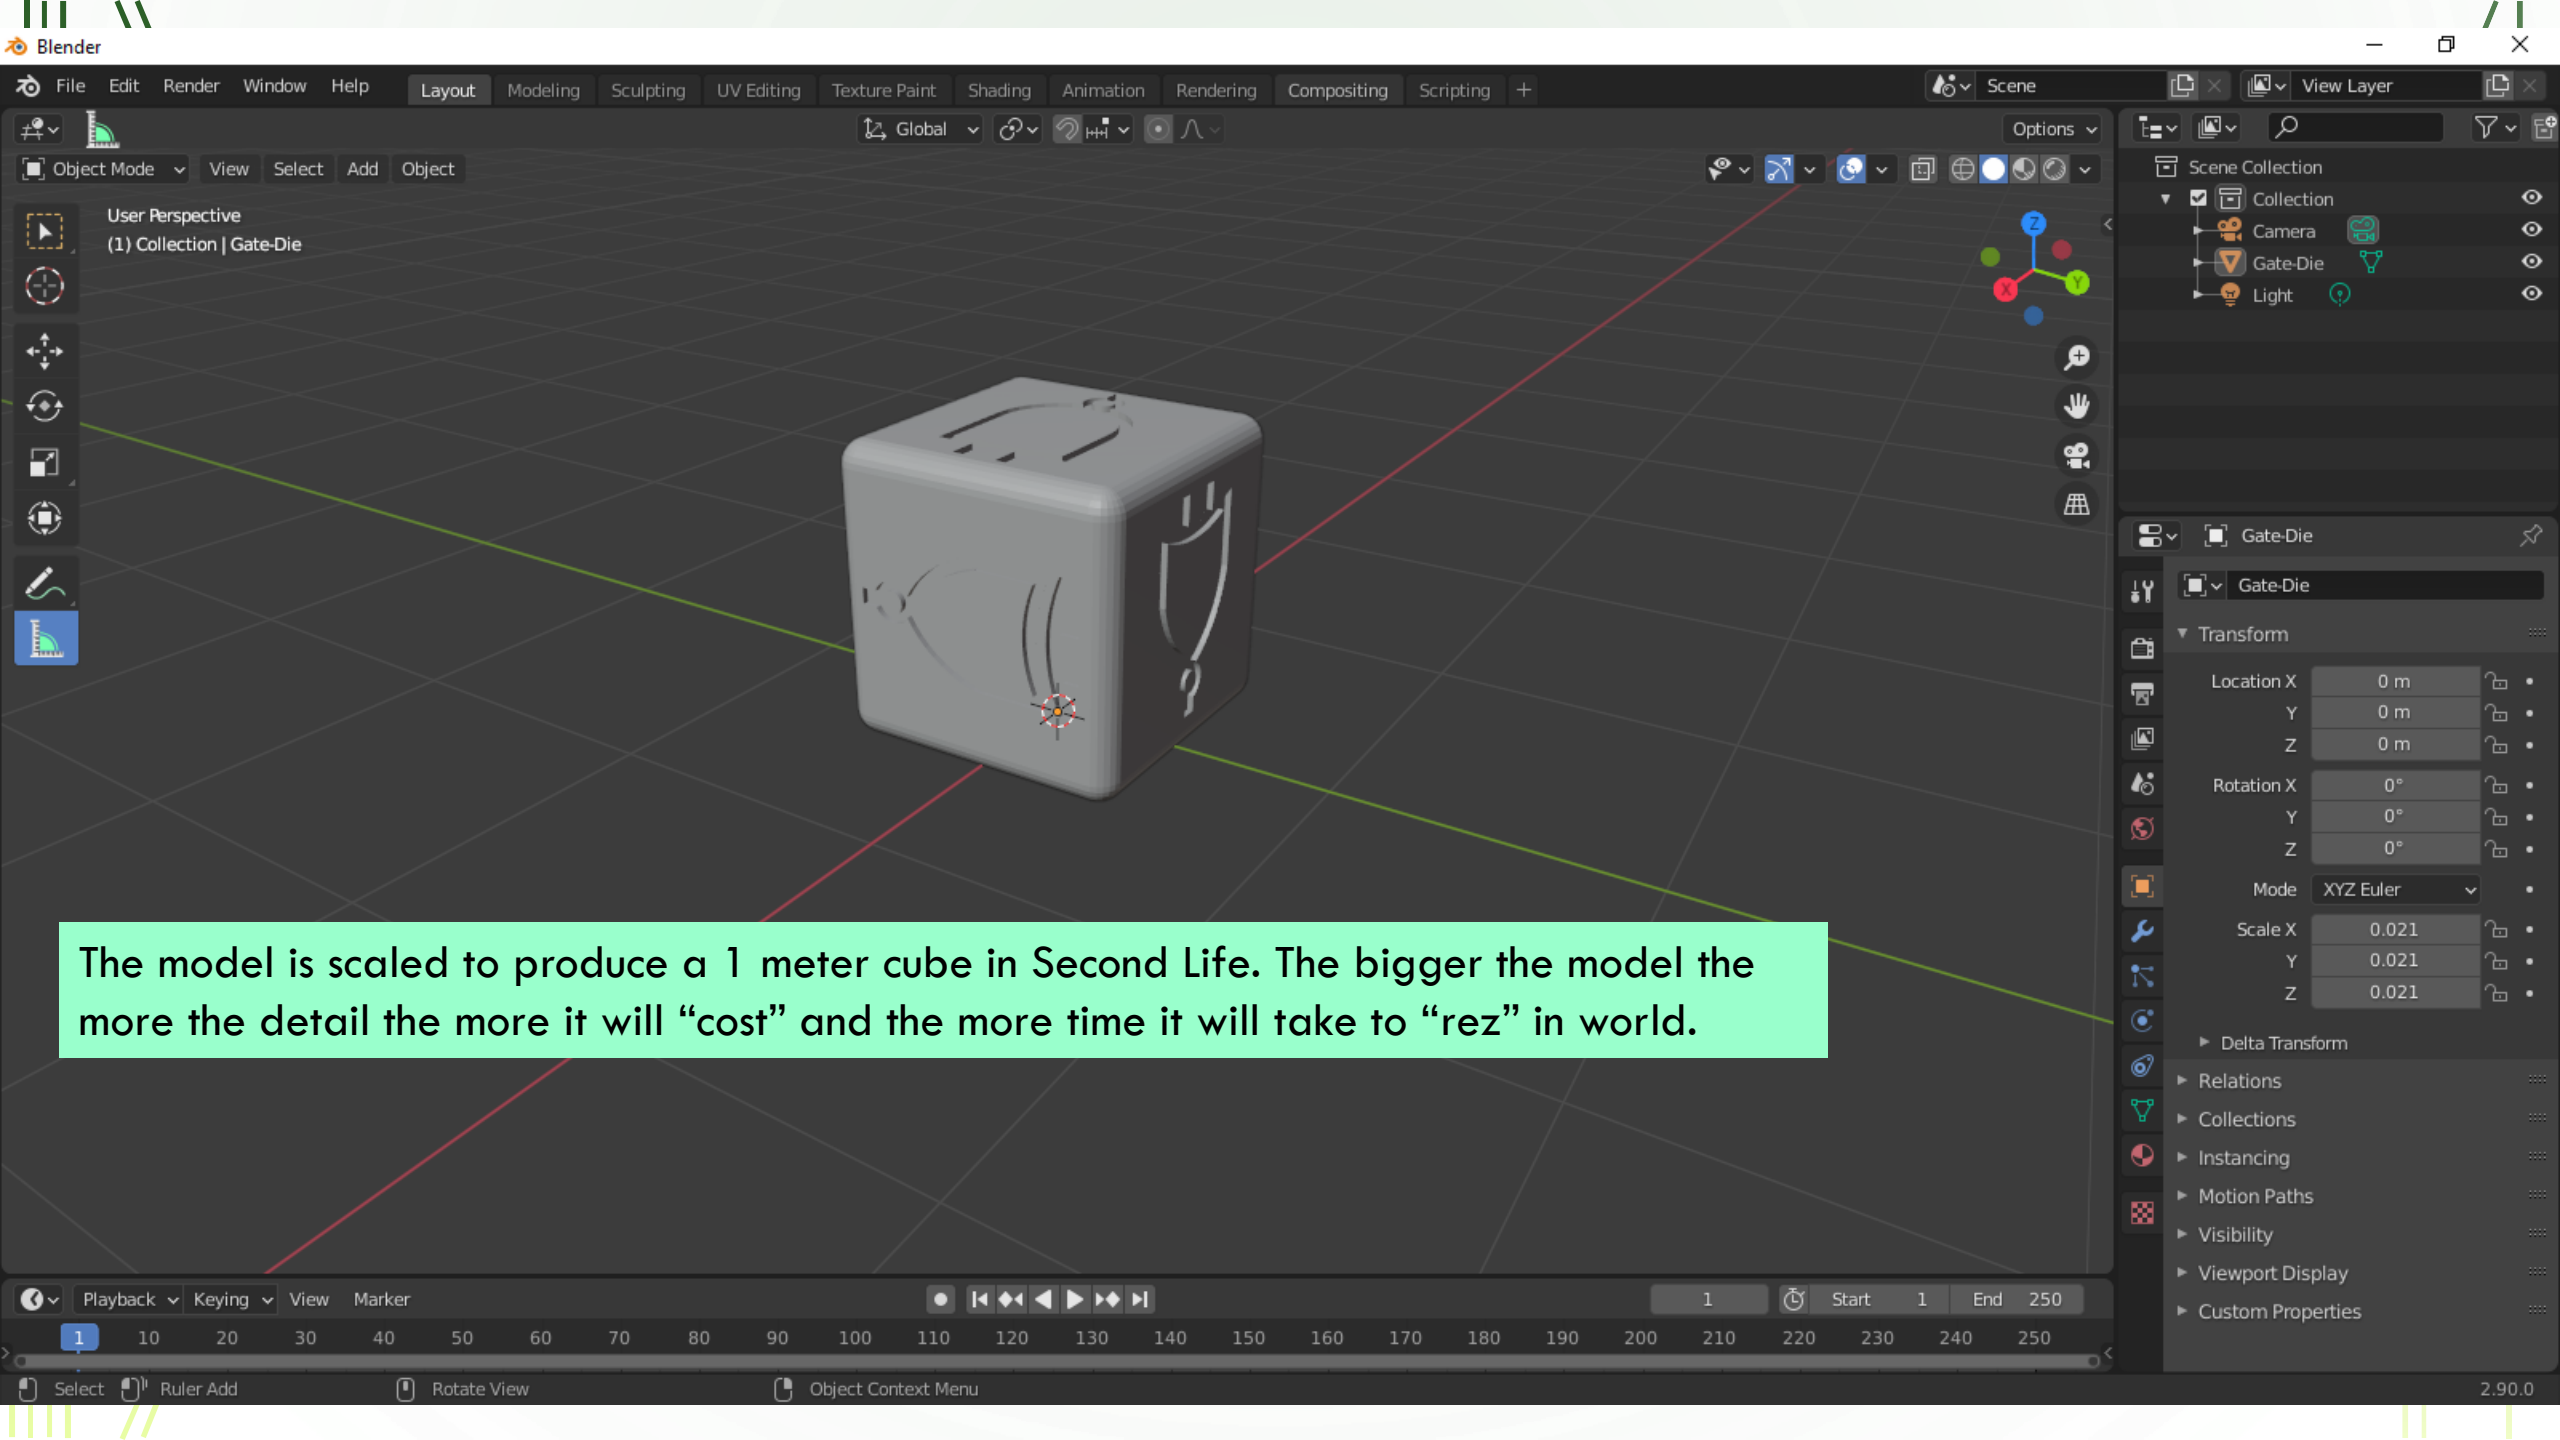 Blender
File Edit Render Window Help Layout Modeling Sculpting UV Editing Texture Paint Shading Animation Rendering Compositing Scripting + Scene View Layer
Global Options
Object Mode View Select Add Object
User Perspective
(1) Collection | Gate-Die
Z
Y
X
Scene Collection
Collection
Camera
Gate-Die
Light
Gate-Die
Gate-Die
Transform
Location X 0 m
Y 0 m
Z 0 m
Rotation X 0°
Y 0°
Z 0°
Mode XYZ Euler
Scale X 0.021
Y 0.021
Z 0.021
Delta Transform
Relations
Collections
Instancing
Motion Paths
Visibility
Viewport Display
Custom Properties
The model is scaled to produce a 1 meter cube in Second Life. The bigger the model the
more the detail the more it will “cost” and the more time it will take to “rez” in world.
Playback Keying View Marker 1 Start 1 End 250
1 10 20 30 40 50 60 70 80 90 100 110 120 130 140 150 160 170 180 190 200 210 220 230 240 250
Select Ruler Add Rotate View Object Context Menu 2.90.0